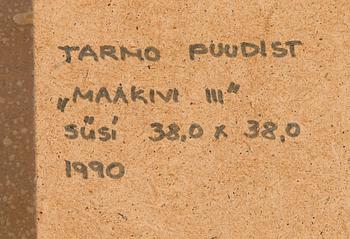 TARMO PUUDIST
„MAAKIVI III"
SÜSI 38,0 X 38,0
1990